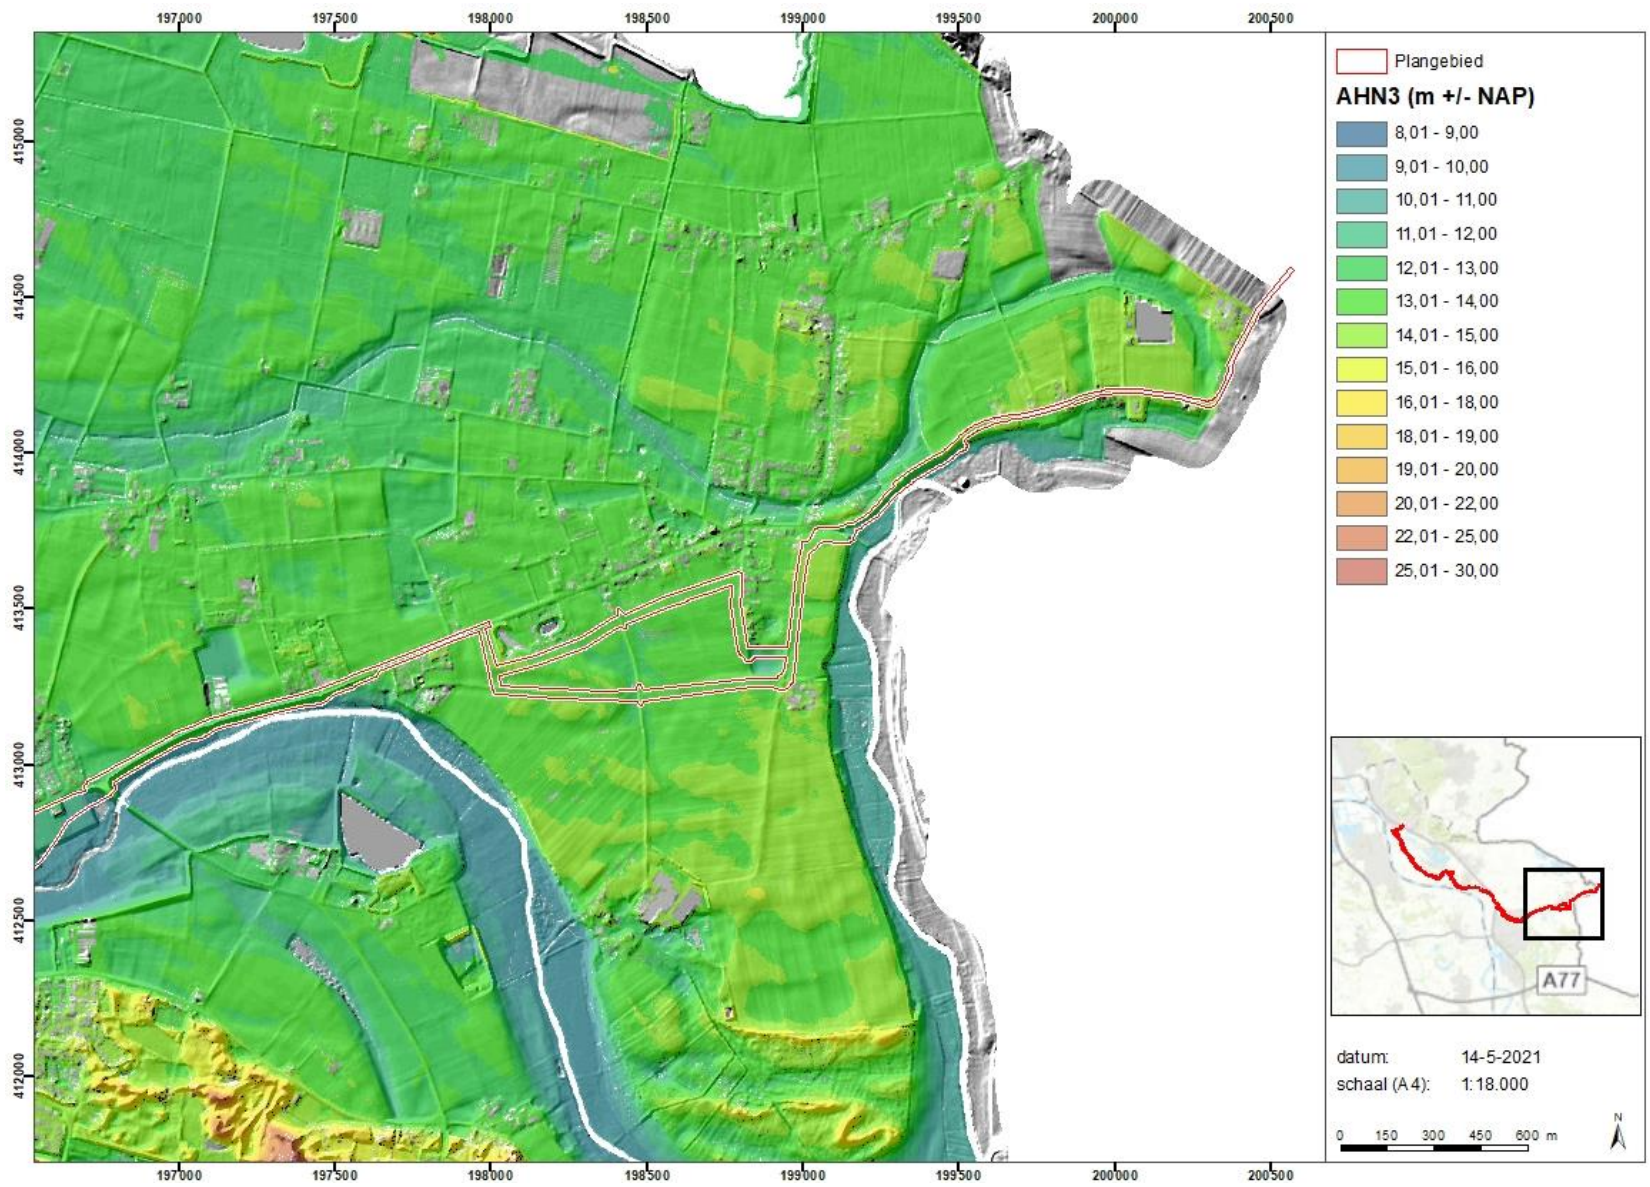 197000 197500 198000 198500 199000 199500 200000 200500
415000
414500
414000
413500
413000
412500
412000
197000 197500 198000 198500 199000 199500 200000 200500
Plangebied
AHN3 (m +/- NAP)
8,01 - 9,00
9,01 - 10,00
10,01 - 11,00
11,01 - 12,00
12,01 - 13,00
13,01 - 14,00
14,01 - 15,00
15,01 - 16,00
16,01 - 18,00
18,01 - 19,00
19,01 - 20,00
20,01 - 22,00
22,01 - 25,00
25,01 - 30,00
A77
datum: 14-5-2021
schaal (A4): 1:18.000
N
0 150 300 450 600 m